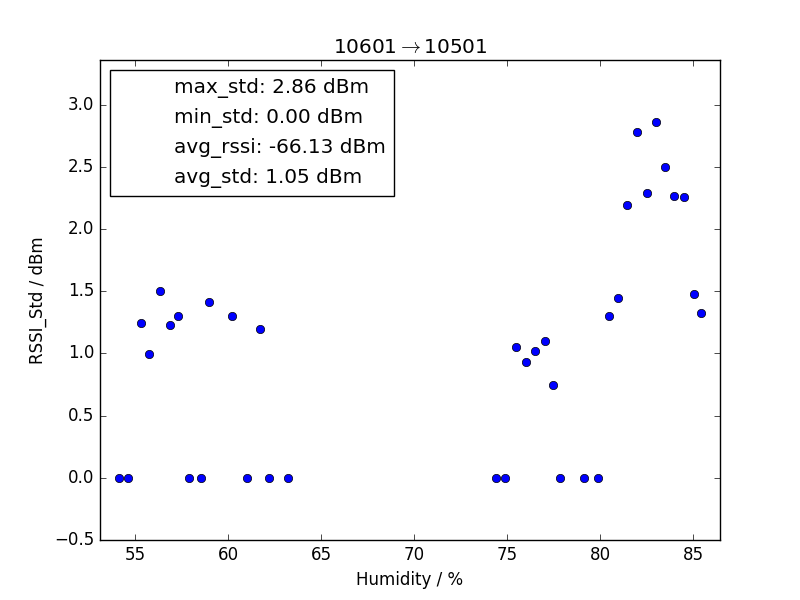 10601→10501
max_std: 2.86 dBm
min_std: 0.00 dBm
avg_rssi: -66.13 dBm
avg_std: 1.05 dBm
RSSI_Std / dBm
3.0
2.5
2.0
1.5
1.0
0.5
0.0
−0.5
55 60 65 70 75 80 85
Humidity / %